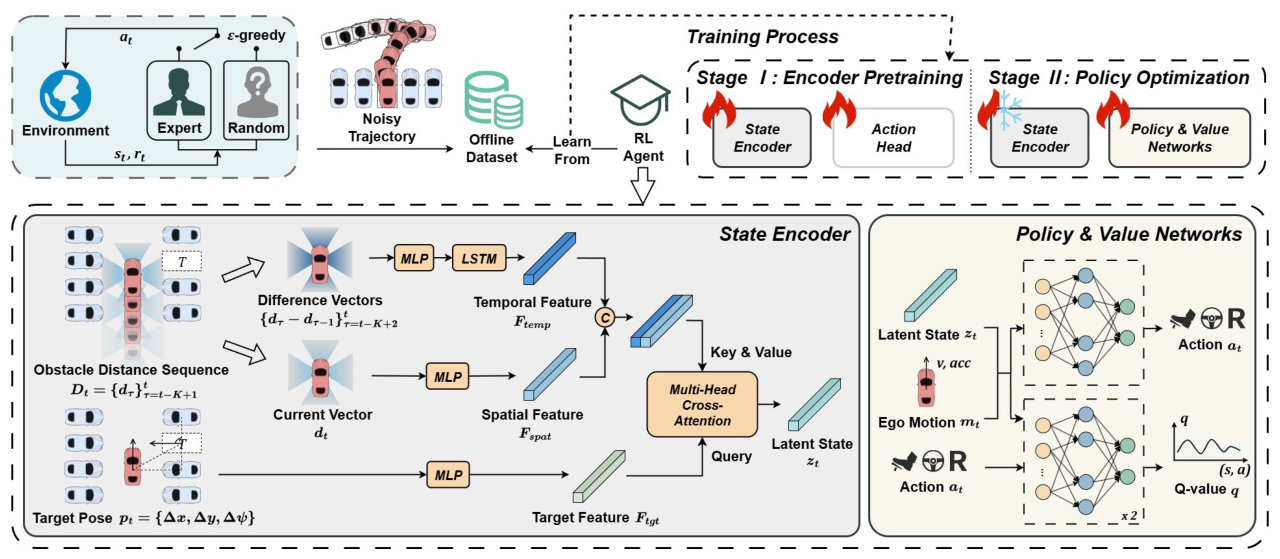 a_t
ε-greedy
Environment
Expert
Random
s_t, r_t
Noisy
Trajectory
Offline
Dataset
Learn
From
RL
Agent
Training Process
Stage I : Encoder Pretraining
State
Encoder
Action
Head
Stage II : Policy Optimization
State
Encoder
Policy & Value
Networks
State Encoder
T
Obstacle Distance Sequence
D_t = {d_τ}^t_{τ=t-K+1}
Difference Vectors
{d_τ − d_{τ−1}}^t_{τ=t-K+2}
MLP
LSTM
Temporal Feature
F_temp
C
Current Vector
d_t
MLP
Spatial Feature
F_spat
Key & Value
Multi-Head
Cross-
Attention
Query
Latent State
z_t
T
Target Pose p_t = {Δx, Δy, Δψ}
MLP
Target Feature F_tgt
Policy & Value Networks
Latent State z_t
v, acc
Ego Motion m_t
R
Action a_t
R
Action a_t
x2
q
(s, a)
Q-value q